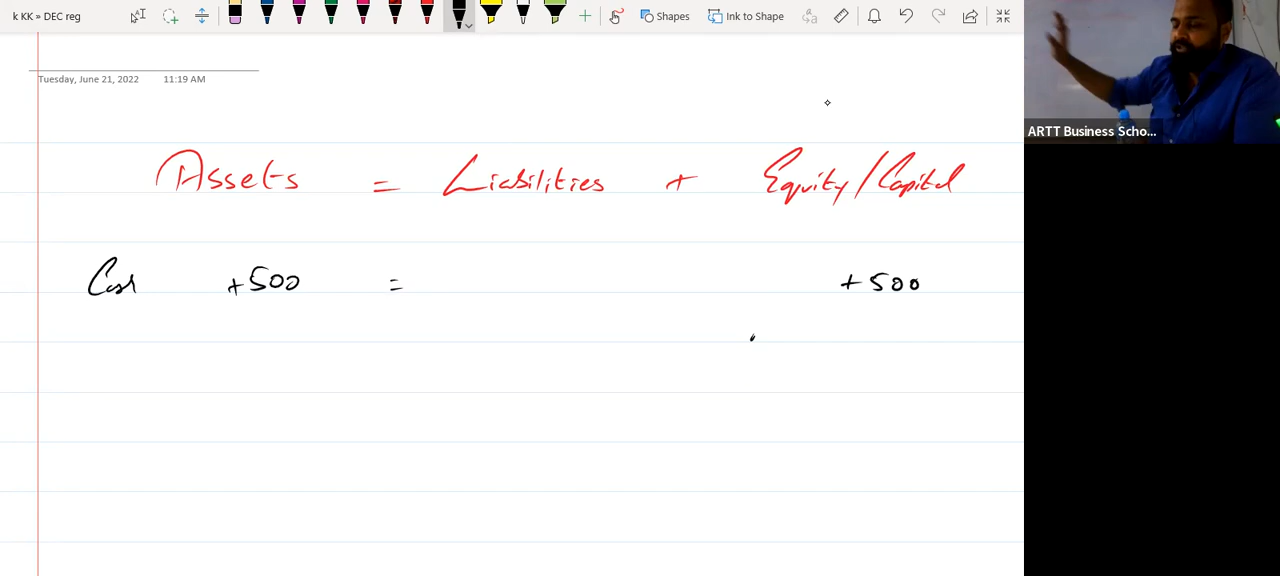 k KK » DEC reg
Shapes
Ink to Shape
Tuesday, June 21, 2022 11:19 AM
ARTT Business Scho...
Assets = Liabilities + Equity/Capital
Cash +500 = +500